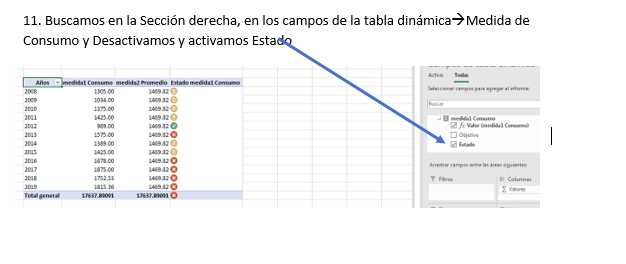 11. Buscamos en la Sección derecha, en los campos de la tabla dinámica→Medida de
Consumo y Desactivamos y activamos Estado
Años medida1 Consumo medida2 Promedio Estado medida1 Consumo
2008 1305.00 1469.82
2009 1034.00 1469.82
2010 1375.00 1469.82
2011 1425.00 1469.82
2012 989.00 1469.82
2013 1575.00 1469.82
2014 1389.00 1469.82
2015 1425.00 1469.82
2016 1678.00 1469.82
2017 1875.00 1469.82
2018 1752.53 1469.82
2019 1815.36 1469.82
Total general 17637.89091 17637.89091
Activo Todas
Seleccionar campos para agregar al informe:
Buscar
medida1 Consumo
fx Valor (medida1 Consumo)
Objetivo
Estado
Arrastrar campos entre las áreas siguientes:
Filtros Columnas
Σ Valores